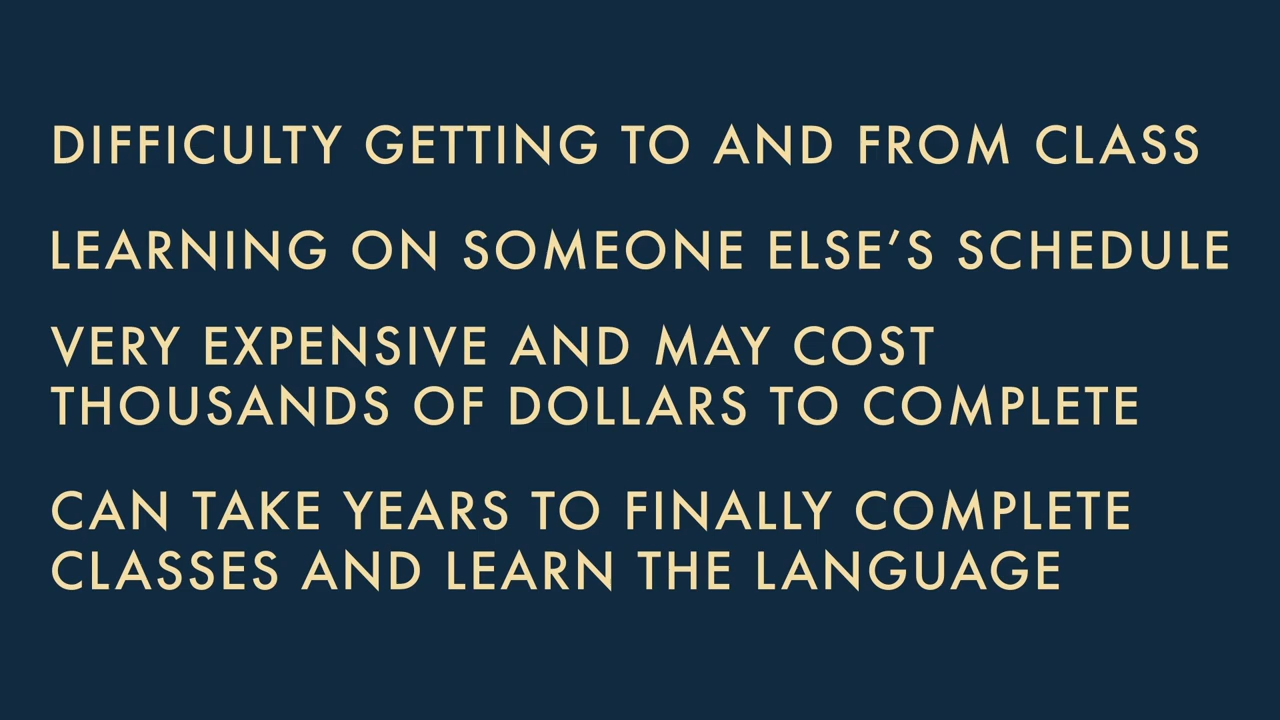 DIFFICULTY GETTING TO AND FROM CLASS
LEARNING ON SOMEONE ELSE’S SCHEDULE
VERY EXPENSIVE AND MAY COST
THOUSANDS OF DOLLARS TO COMPLETE
CAN TAKE YEARS TO FINALLY COMPLETE
CLASSES AND LEARN THE LANGUAGE